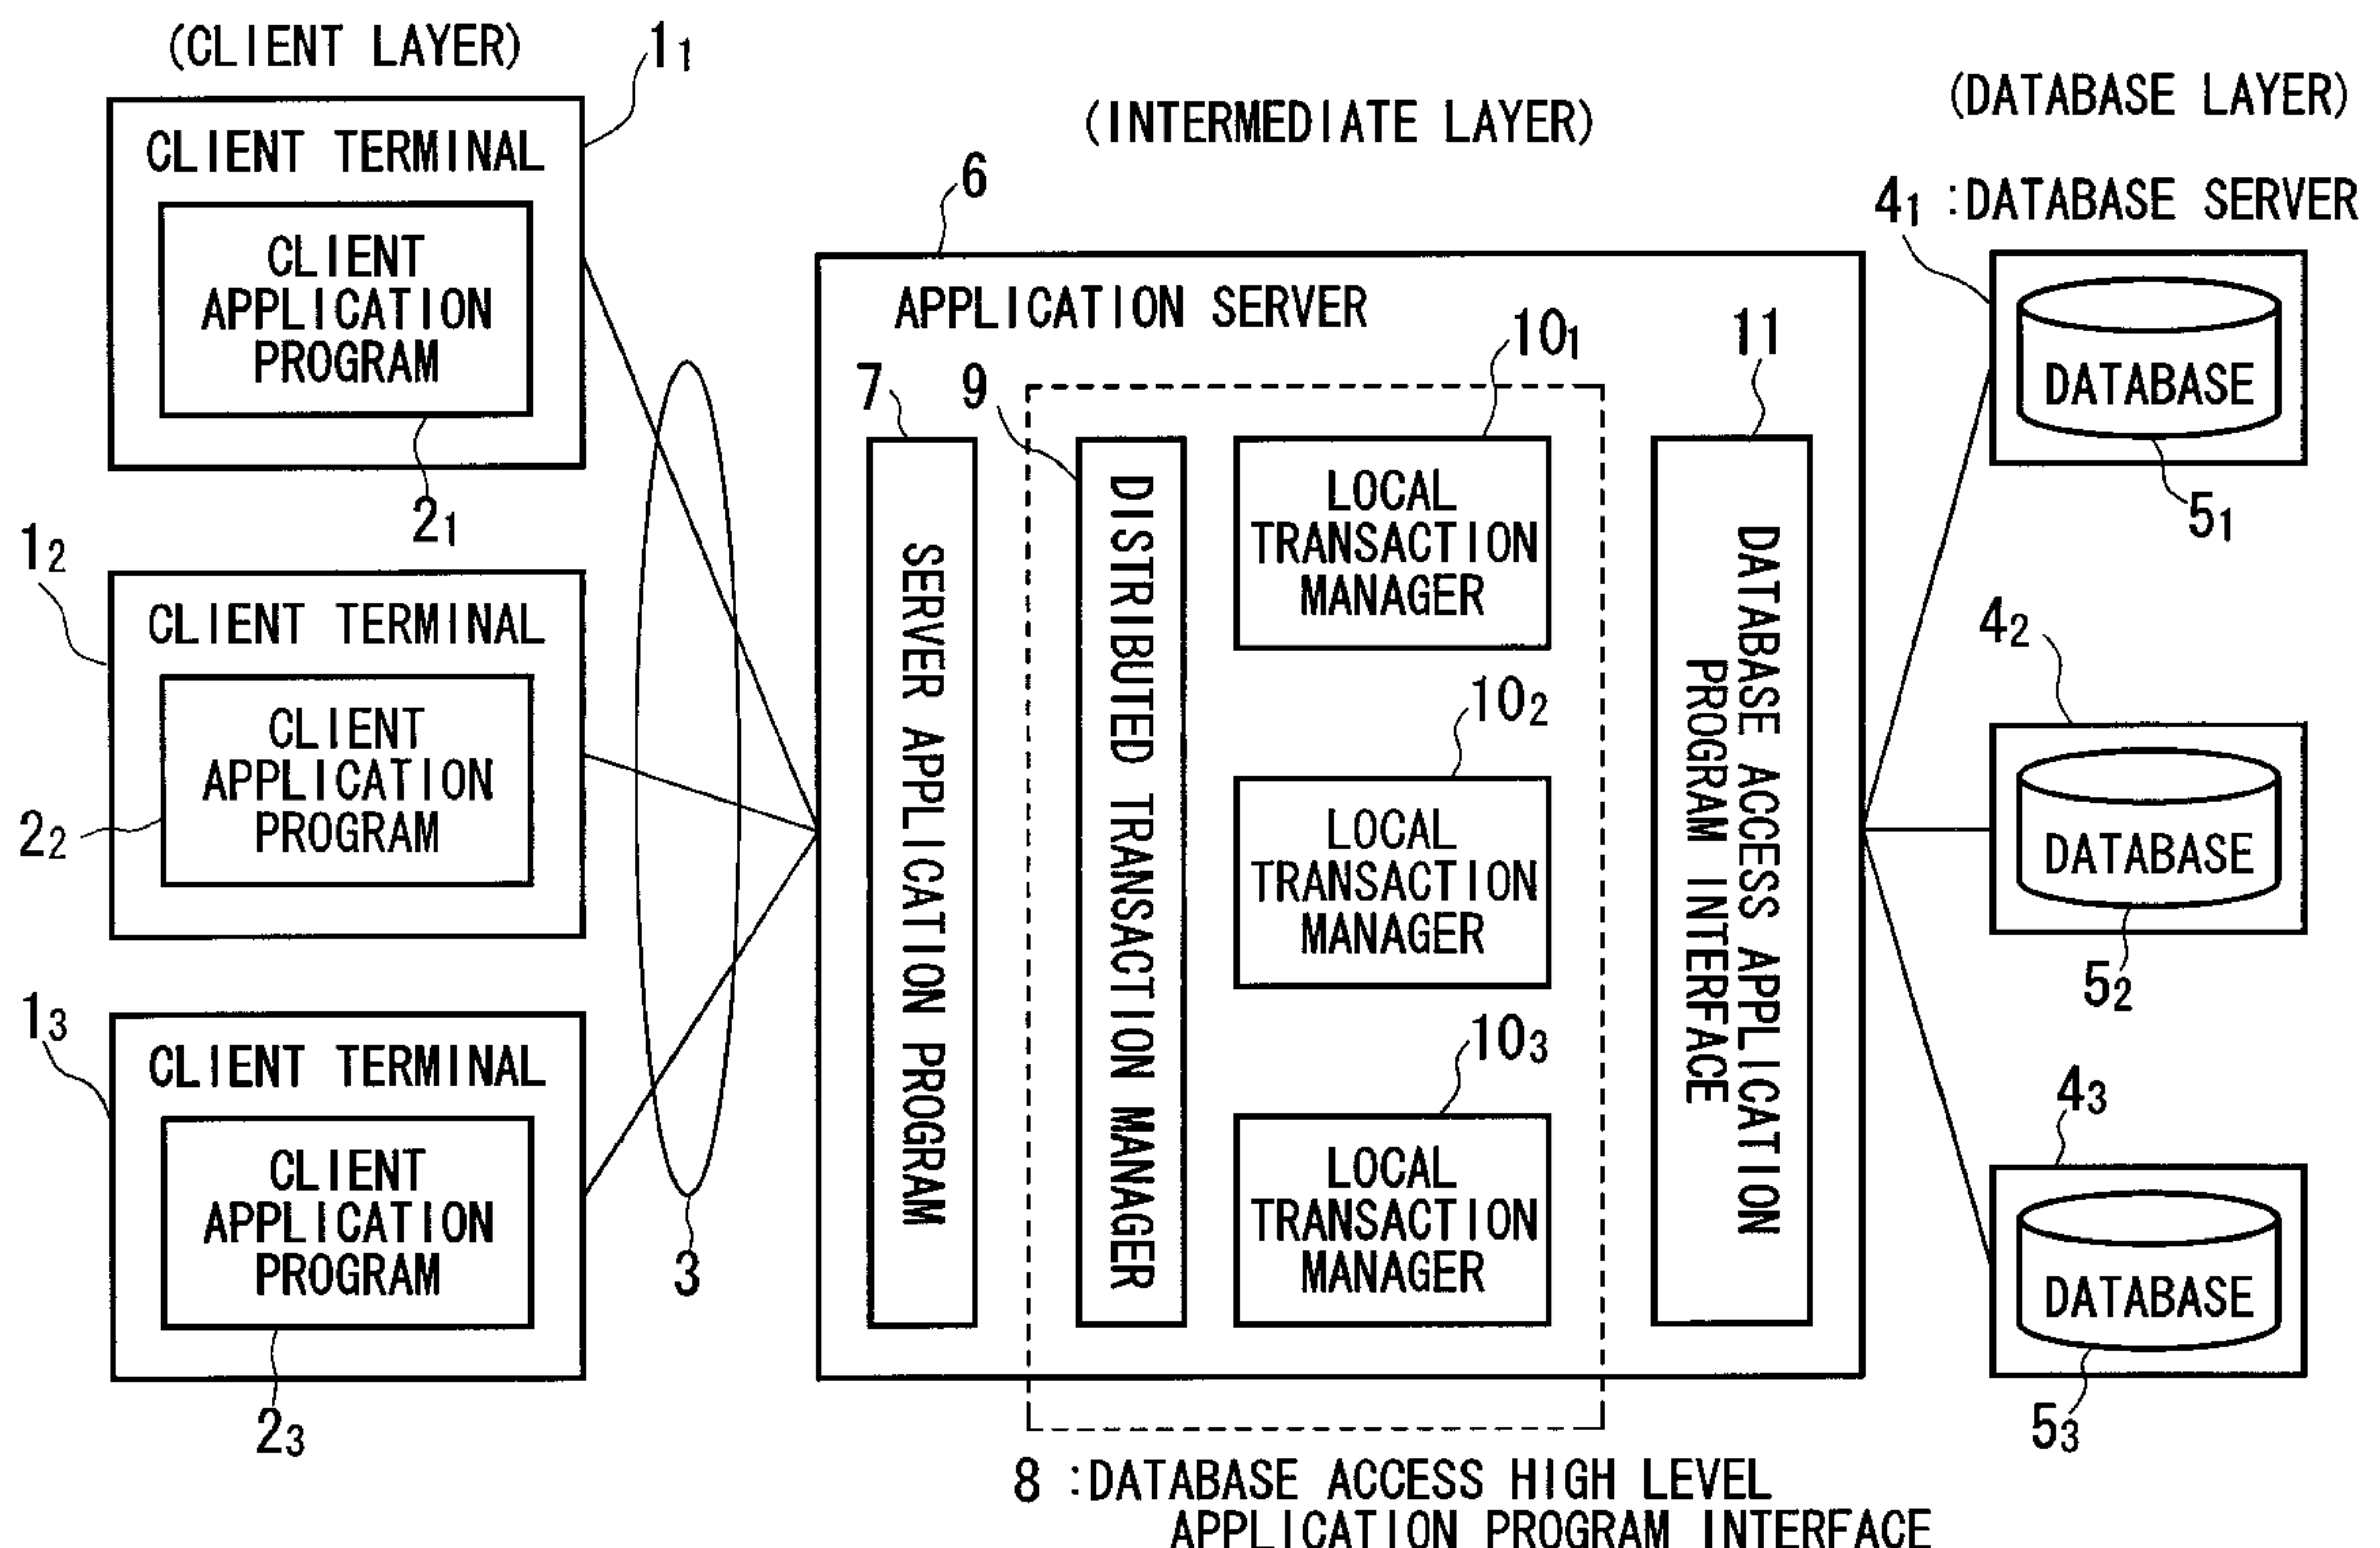 (CLIENT LAYER)
1₁
CLIENT TERMINAL
CLIENT
APPLICATION
PROGRAM
2₁
1₂
CLIENT TERMINAL
CLIENT
APPLICATION
PROGRAM
2₂
1₃
CLIENT TERMINAL
CLIENT
APPLICATION
PROGRAM
2₃
3
(INTERMEDIATE LAYER)
6
APPLICATION SERVER
7
SERVER APPLICATION PROGRAM
9
DISTRIBUTED TRANSACTION MANAGER
10₁
LOCAL
TRANSACTION
MANAGER
10₂
LOCAL
TRANSACTION
MANAGER
10₃
LOCAL
TRANSACTION
MANAGER
11
DATABASE ACCESS APPLICATION
PROGRAM INTERFACE
8 :DATABASE ACCESS HIGH LEVEL
APPLICATION PROGRAM INTERFACE
(DATABASE LAYER)
4₁ :DATABASE SERVER
DATABASE
5₁
4₂
DATABASE
5₂
4₃
DATABASE
5₃